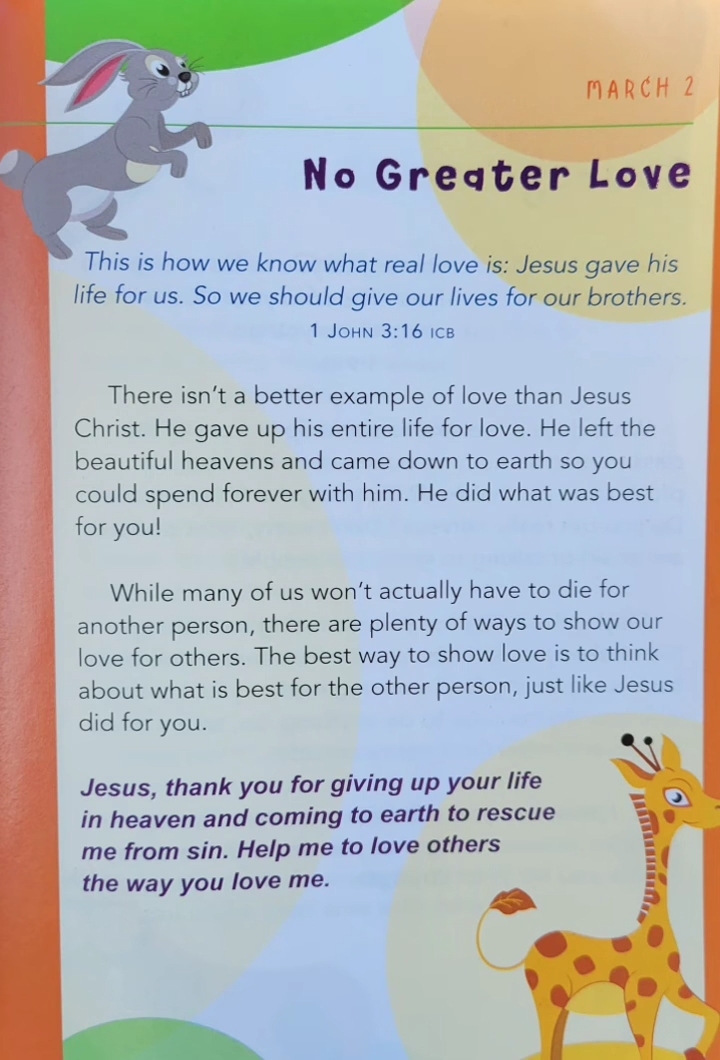 MARCH 2
No Greater Love
This is how we know what real love is: Jesus gave his
life for us. So we should give our lives for our brothers.
1 JOHN 3:16 ICB
There isn't a better example of love than Jesus
Christ. He gave up his entire life for love. He left the
beautiful heavens and came down to earth so you
could spend forever with him. He did what was best
for you!
While many of us won't actually have to die for
another person, there are plenty of ways to show our
love for others. The best way to show love is to think
about what is best for the other person, just like Jesus
did for you.
Jesus, thank you for giving up your life
in heaven and coming to earth to rescue
me from sin. Help me to love others
the way you love me.